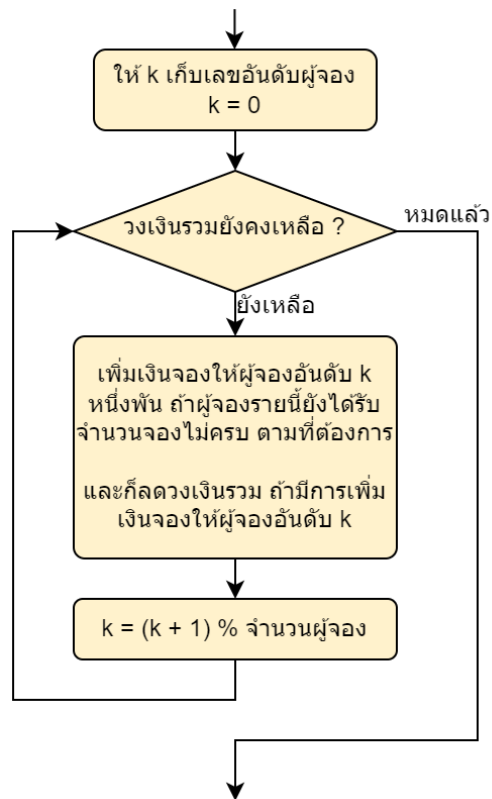 ให้ k เก็บเลขอันดับผู้จอง
k = 0
วงเงินรวมยังคงเหลือ ?
หมดแล้ว
ยังเหลือ
เพิ่มเงินจองให้ผู้จองอันดับ k
หนึ่งพัน ถ้าผู้จองรายนี้ยังได้รับ
จำนวนจองไม่ครบ ตามที่ต้องการ
และก็ลดวงเงินรวม ถ้ามีการเพิ่ม
เงินจองให้ผู้จองอันดับ k
k = (k + 1) % จำนวนผู้จอง